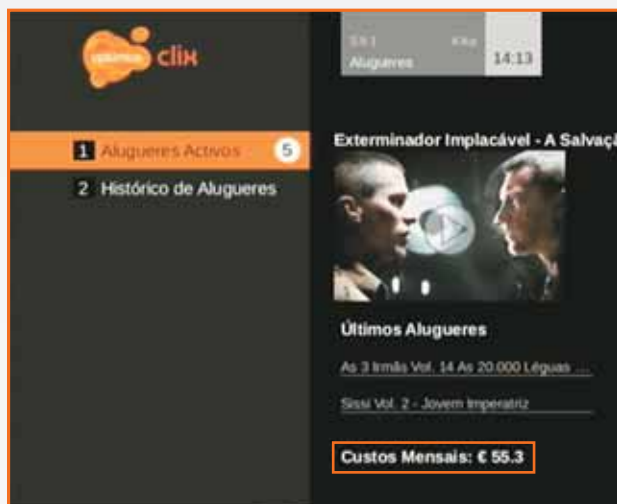 optimus clix
Alugueres
14:13
1 Alugueres Activos 5
2 Histórico de Alugueres
Exterminador Implacável - A Salvaçã
Últimos Alugueres
As 3 Irmãs Vol. 14 As 20.000 Léguas ...
Sissi Vol. 2 - Jovem Imperatriz
Custos Mensais: € 55.3